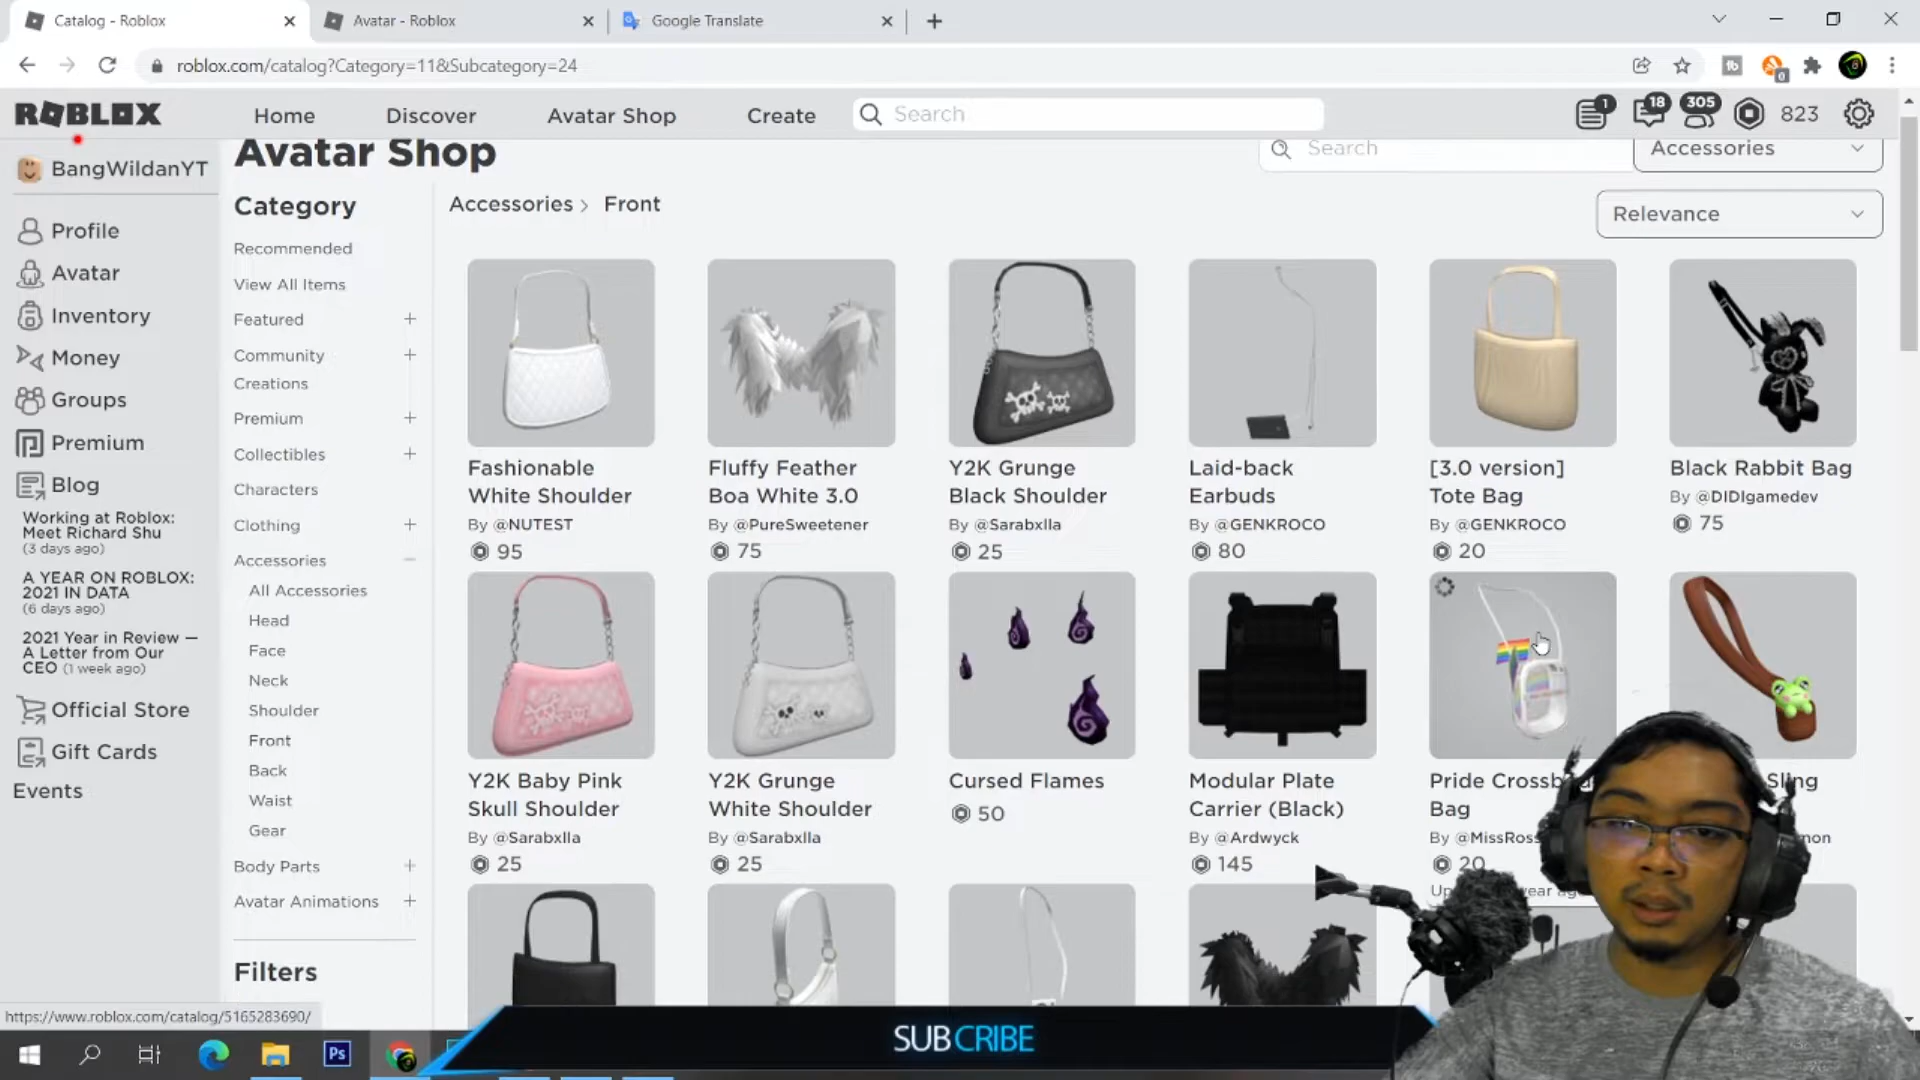 Catalog - Roblox
Avatar - Roblox
Google Translate
roblox.com/catalog?Category=11&Subcategory=24
ROBLOX
Home
Discover
Avatar Shop
Create
Search
1
18
305
823
0
BangWildanYT
Profile
Avatar
Inventory
Money
Groups
Premium
Blog
Working at Roblox:
Meet Richard Shu
(3 days ago)
A YEAR ON ROBLOX:
2021 IN DATA
(6 days ago)
2021 Year in Review —
A Letter from Our
CEO (1 week ago)
Official Store
Gift Cards
Events
Avatar Shop
Search
Accessories
Category
Recommended
View All Items
Featured
Community
Creations
Premium
Collectibles
Characters
Clothing
Accessories
All Accessories
Head
Face
Neck
Shoulder
Front
Back
Waist
Gear
Body Parts
Avatar Animations
Filters
Accessories > Front
Relevance
Fashionable
White Shoulder
By @NUTEST
95
Fluffy Feather
Boa White 3.0
By @PureSweetener
75
Y2K Grunge
Black Shoulder
By @Sarabxlla
25
Laid-back
Earbuds
By @GENKROCO
80
[3.0 version]
Tote Bag
By @GENKROCO
20
Black Rabbit Bag
By @DIDIgamedev
75
Y2K Baby Pink
Skull Shoulder
By @Sarabxlla
25
Y2K Grunge
White Shoulder
By @Sarabxlla
25
Cursed Flames
50
Modular Plate
Carrier (Black)
By @Ardwyck
145
Pride
Bag
By
20
Sling
https://www.roblox.com/catalog/5165283690/
Ps
SUBCRIBE